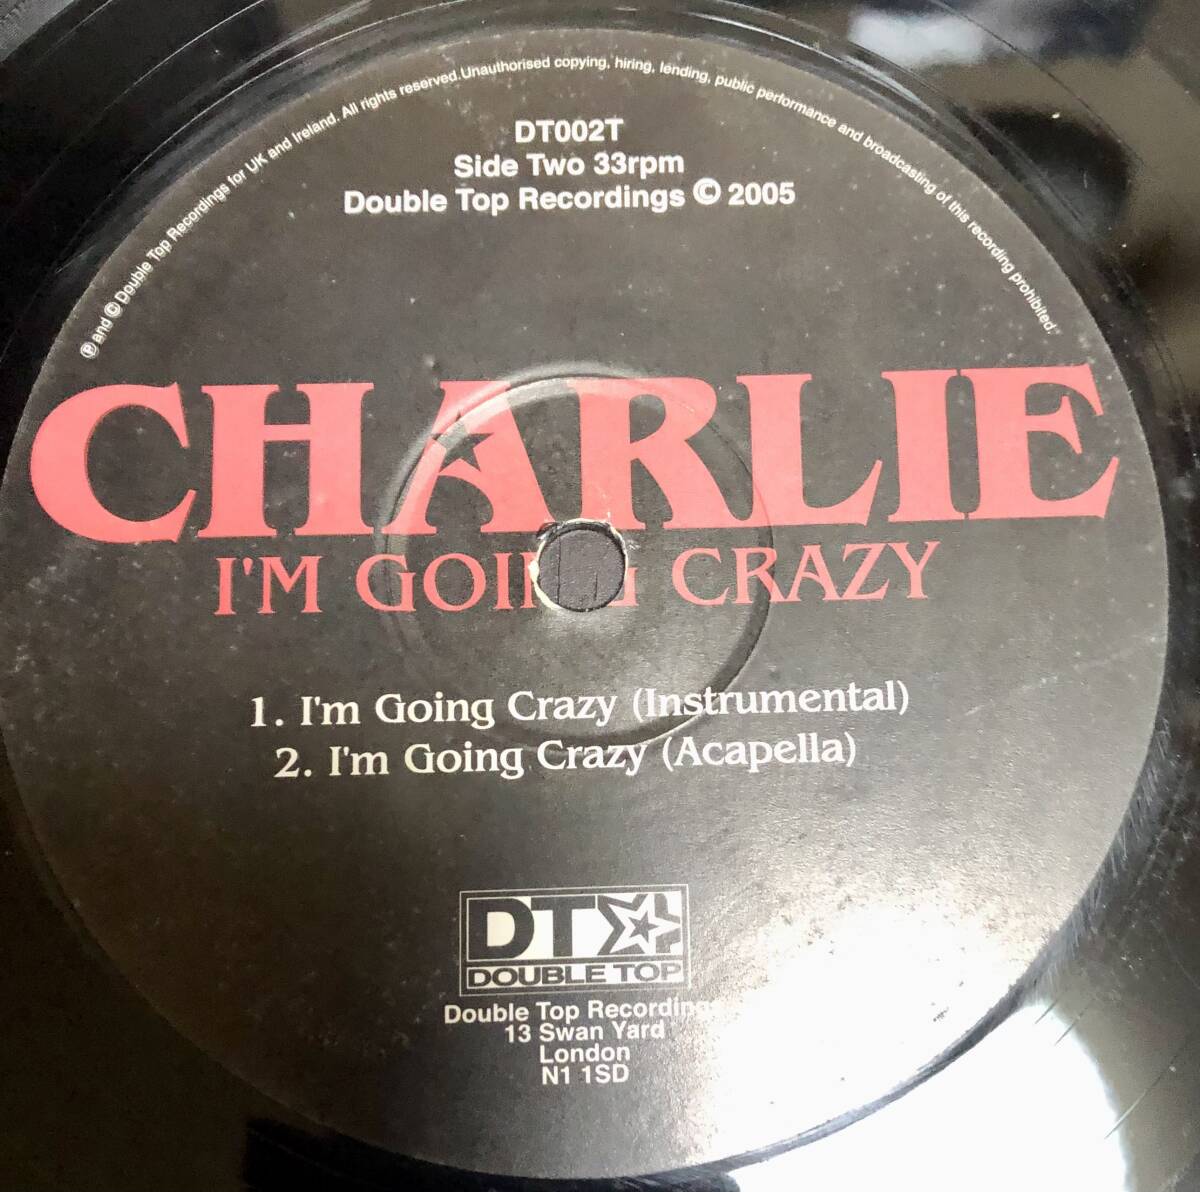 ℗ and © Double Top Recordings for UK and Ireland. All rights reserved. Unauthorised copying, hiring, lending, public performance and broadcasting of this recording prohibited.
DT002T
Side Two 33rpm
Double Top Recordings © 2005
CHARLIE
I'M GOING CRAZY
1. I'm Going Crazy (Instrumental)
2. I'm Going Crazy (Acapella)
DT
DOUBLE TOP
Double Top Recordings
13 Swan Yard
London
N1 1SD